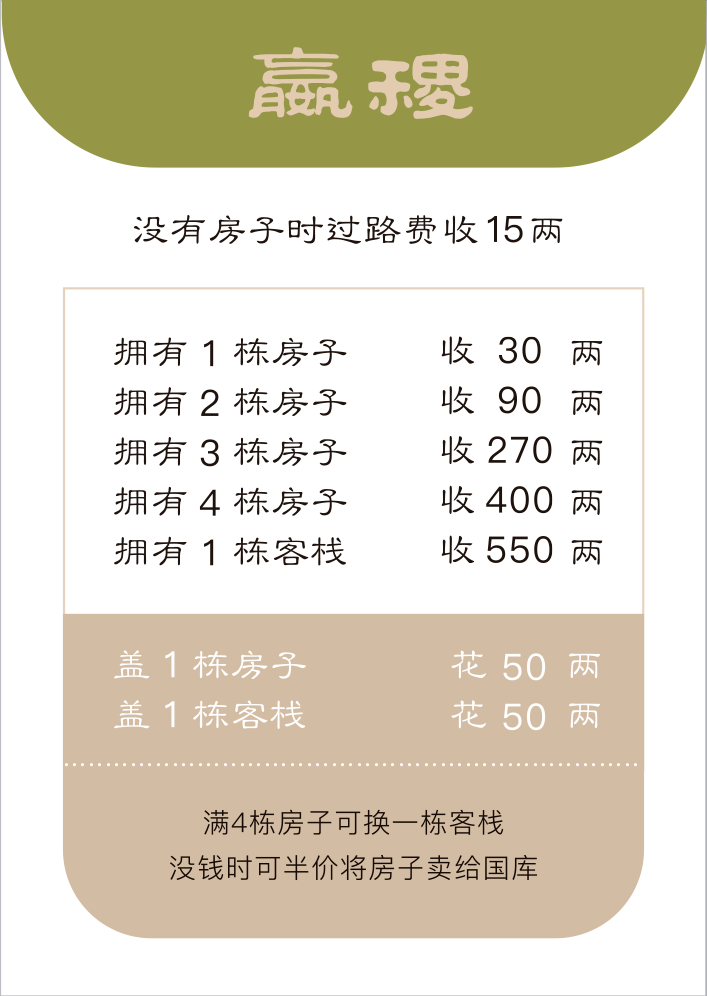 嬴稷
没有房子时过路费收15两
拥有1栋房子 收 30 两
拥有2栋房子 收 90 两
拥有3栋房子 收 270 两
拥有4栋房子 收 400 两
拥有1栋客栈 收 550 两
盖1栋房子 花 50 两
盖1栋客栈 花 50 两
满4栋房子可换一栋客栈
没钱时可半价将房子卖给国库